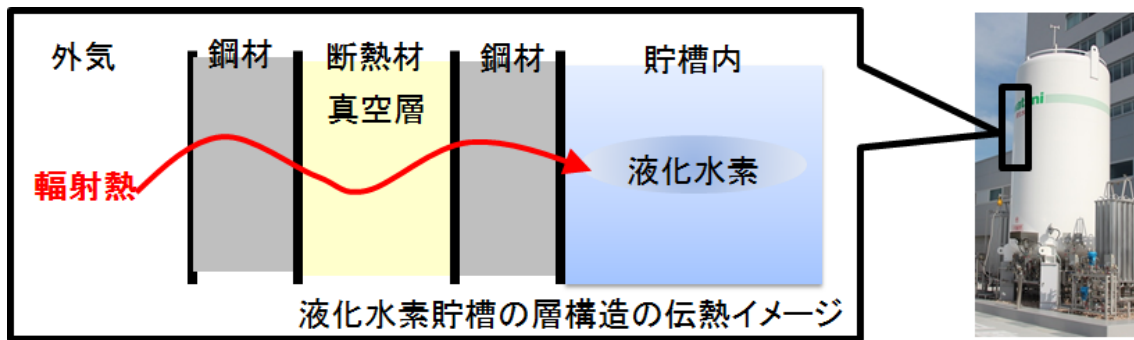 外気
鋼材
断熱材
真空層
鋼材
貯槽内
輻射熱
液化水素
液化水素貯槽の層構造の伝熱イメージ